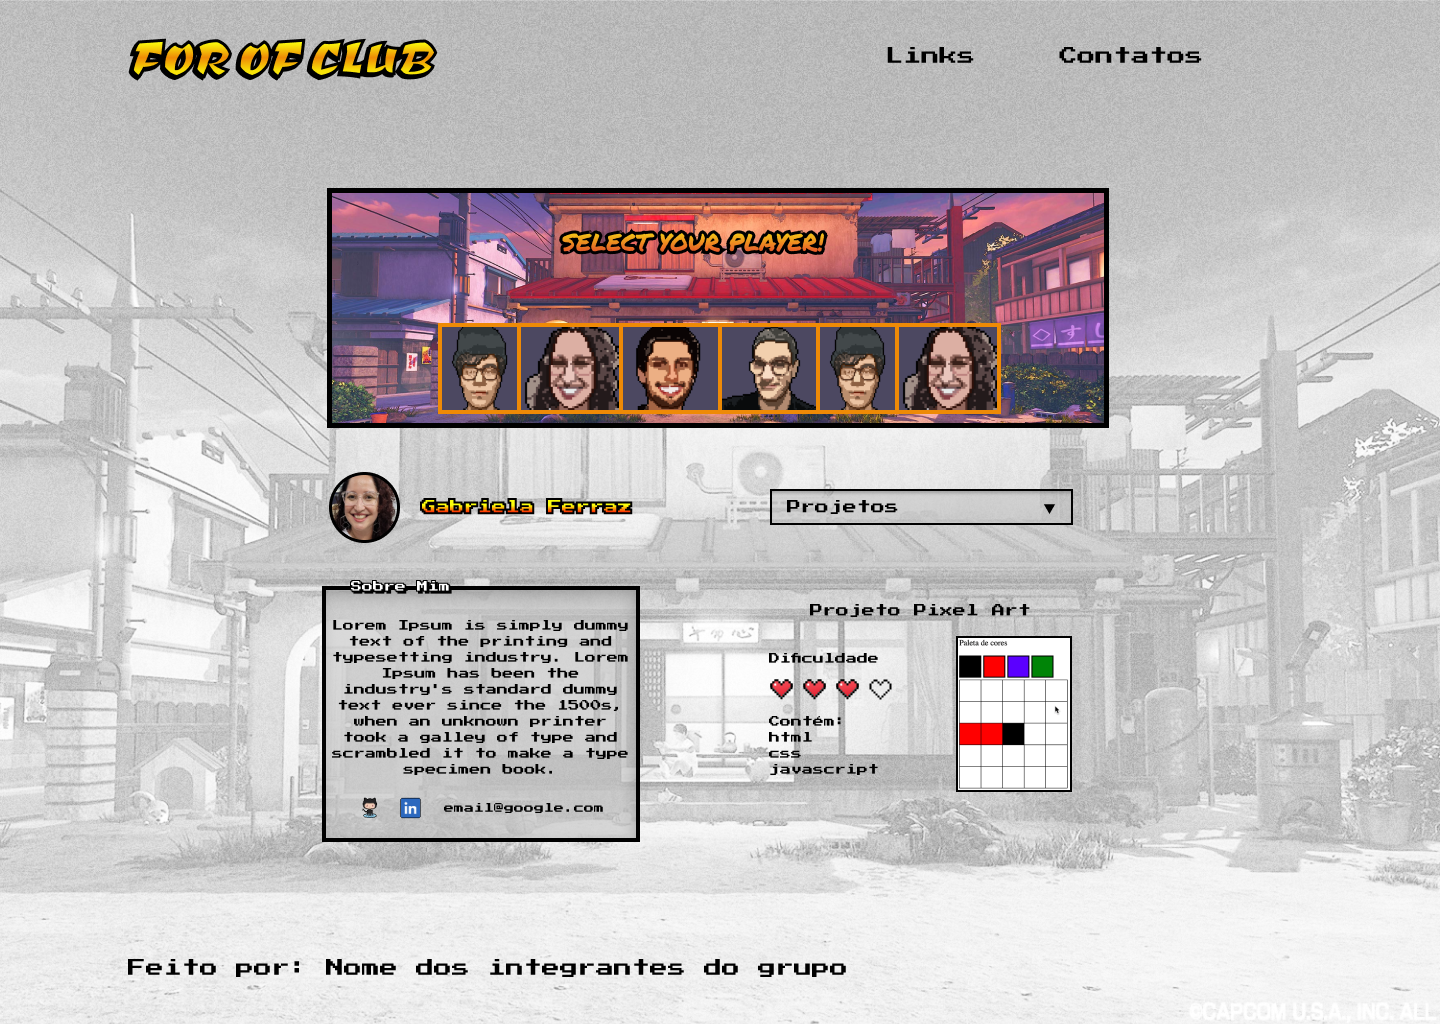 FOR OF CLUB
Links
Contatos
SELECT YOUR PLAYER!
Gabriela Ferraz
Projetos
Sobre Mim
Lorem Ipsum is simply dummy
text of the printing and
typesetting industry. Lorem
Ipsum has been the
industry's standard dummy
text ever since the 1500s,
when an unknown printer
took a galley of type and
scrambled it to make a type
specimen book.
in
email@google.com
Projeto Pixel Art
Dificuldade
Contém:
html
css
javascript
Paleta de cores
Feito por: Nome dos integrantes do grupo
©CAPCOM U.S.A., INC. ALL